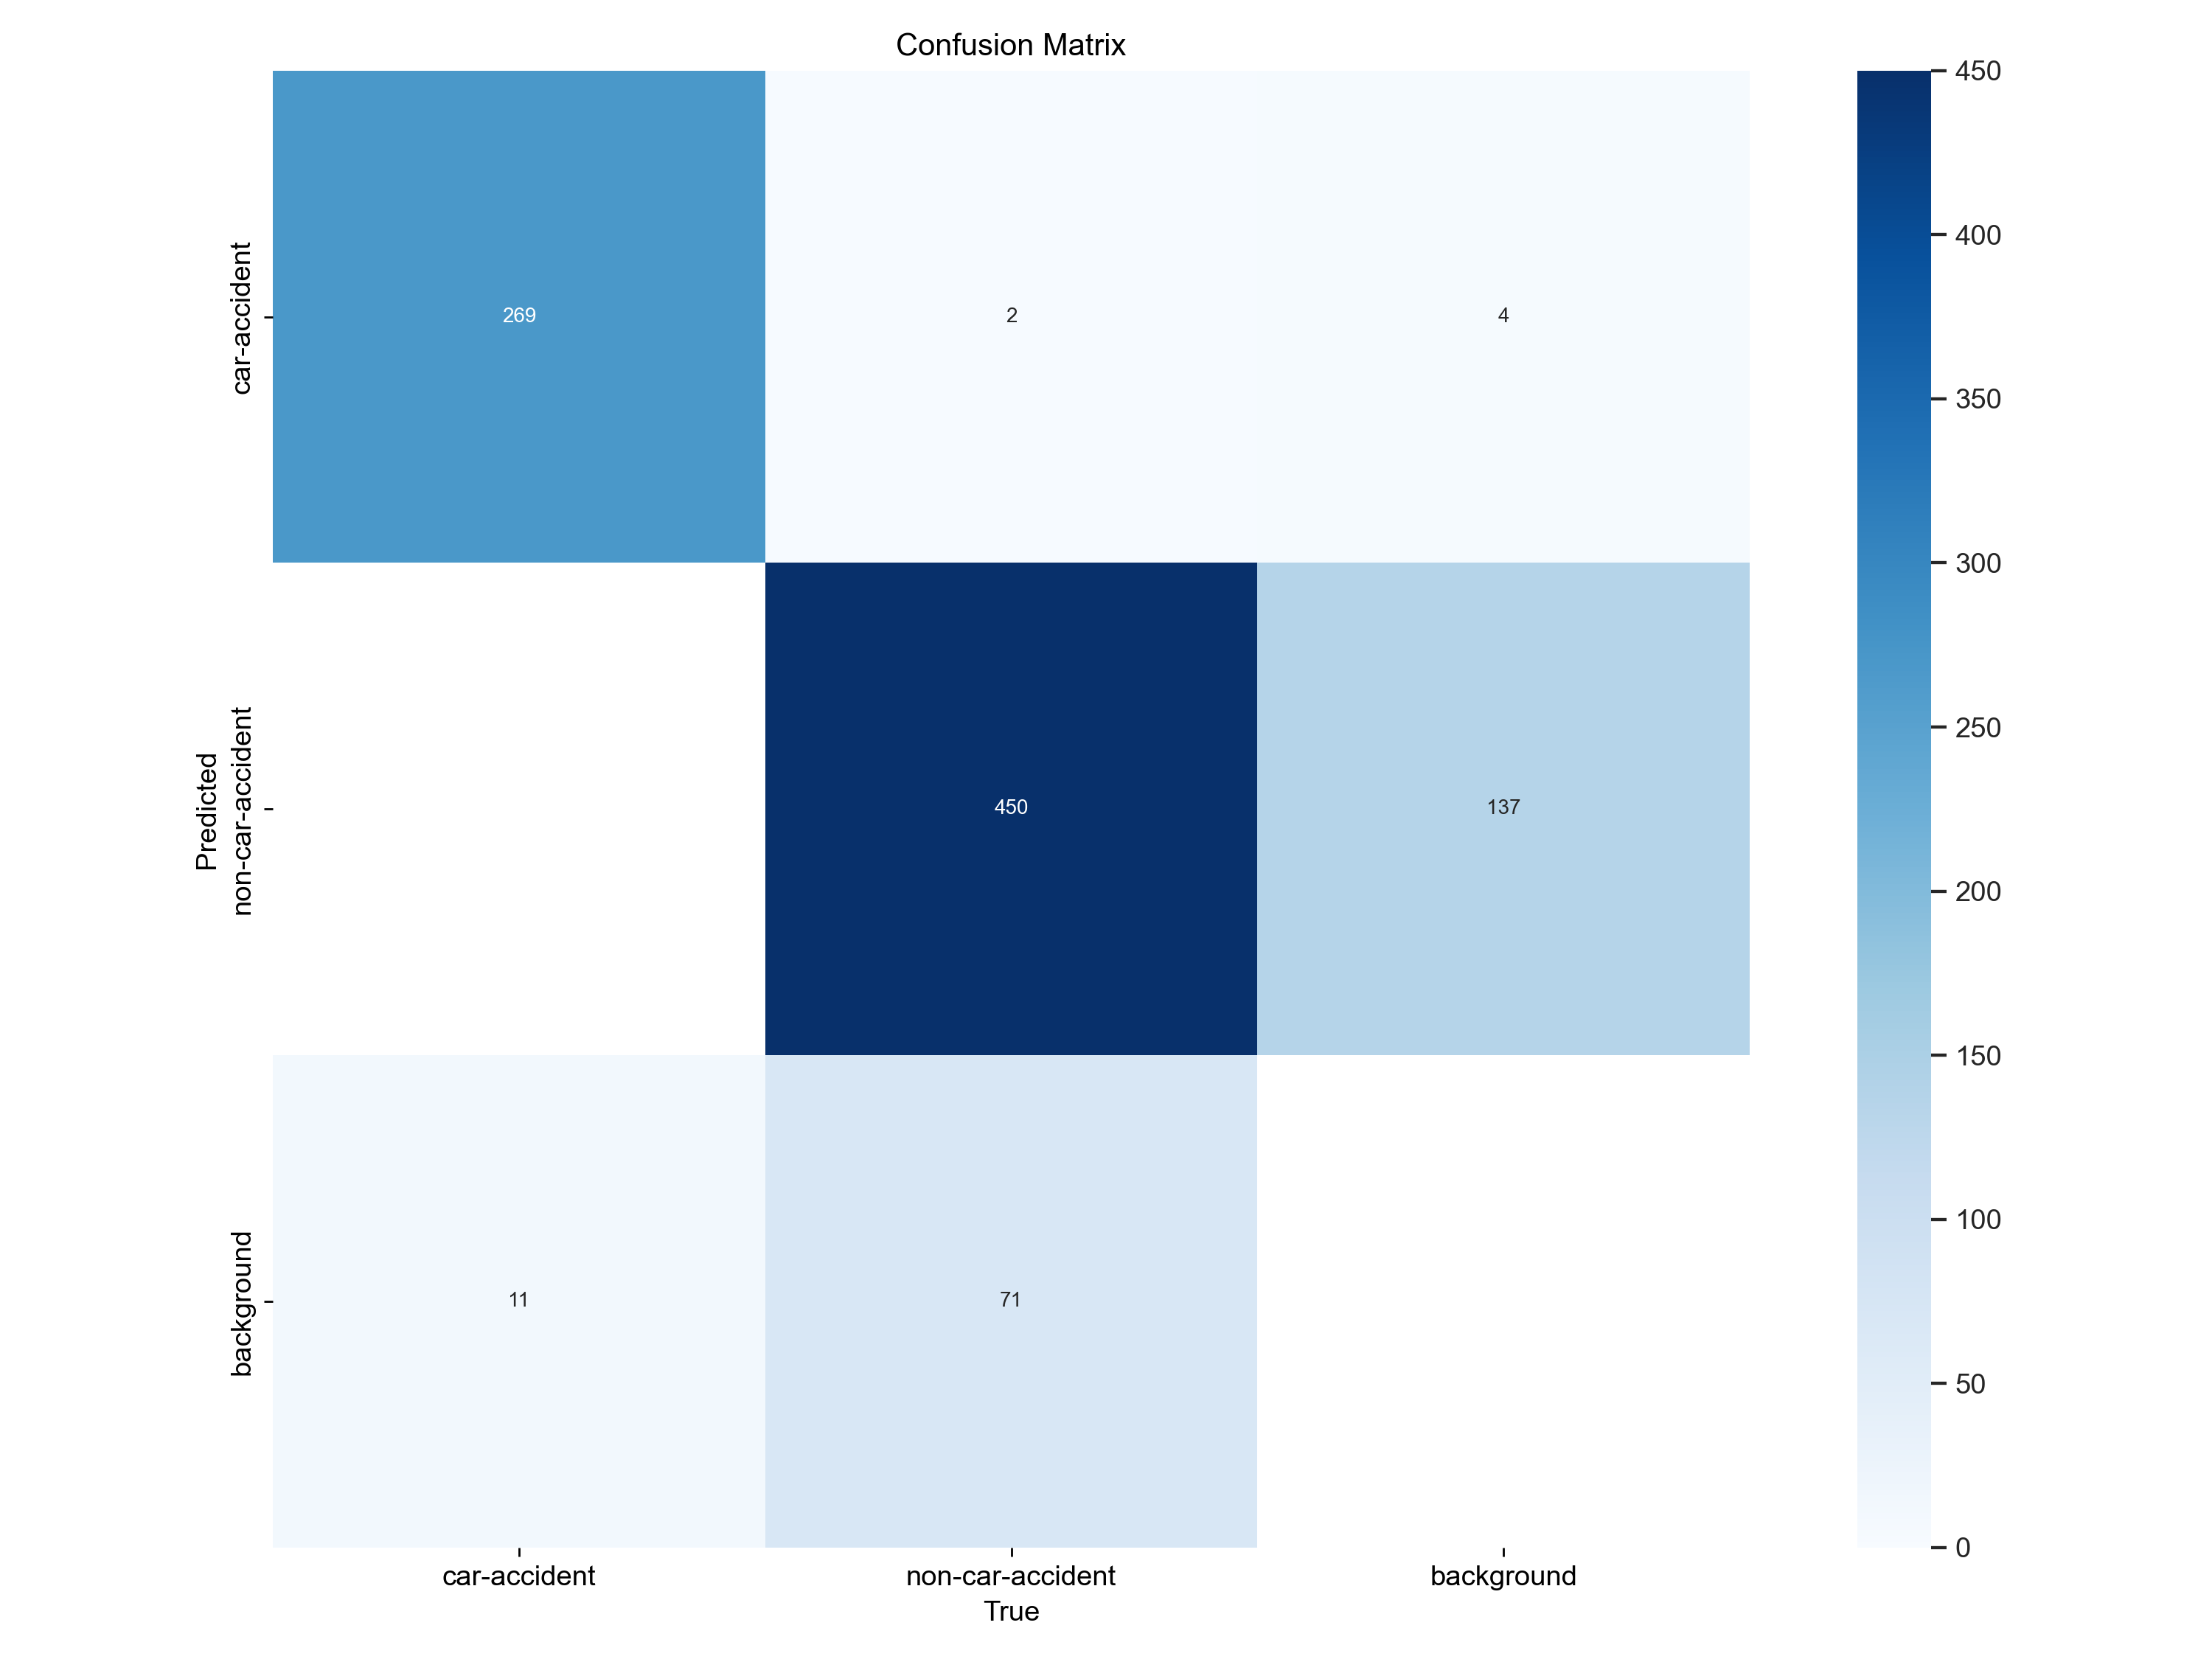 Confusion Matrix
car-accident
269
2
4
Predicted
non-car-accident
450
137
background
11
71
car-accident
non-car-accident
background
True
450
400
350
300
250
200
150
100
50
0